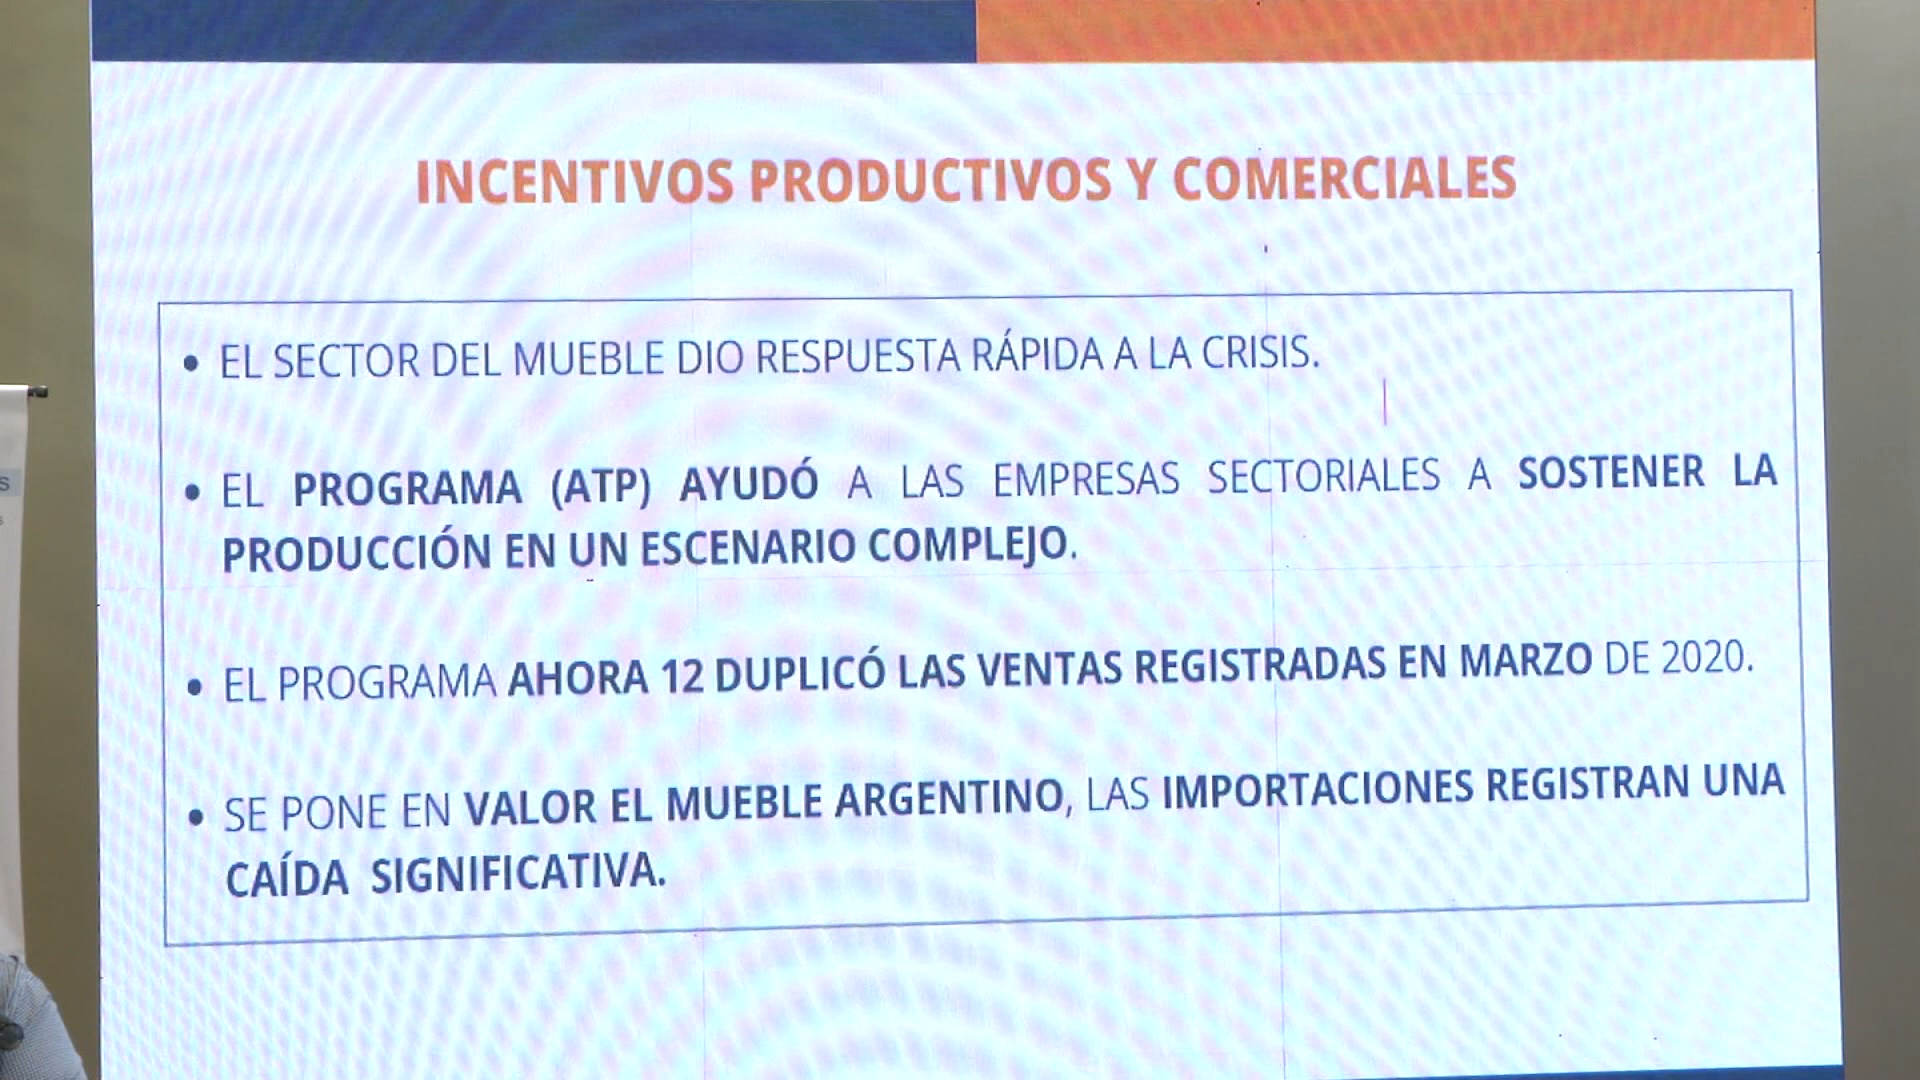 INCENTIVOS PRODUCTIVOS Y COMERCIALES
• EL SECTOR DEL MUEBLE DIO RESPUESTA RÁPIDA A LA CRISIS.
• EL PROGRAMA (ATP) AYUDÓ A LAS EMPRESAS SECTORIALES A SOSTENER LA
PRODUCCIÓN EN UN ESCENARIO COMPLEJO.
• EL PROGRAMA AHORA 12 DUPLICÓ LAS VENTAS REGISTRADAS EN MARZO DE 2020.
• SE PONE EN VALOR EL MUEBLE ARGENTINO, LAS IMPORTACIONES REGISTRAN UNA
CAÍDA SIGNIFICATIVA.